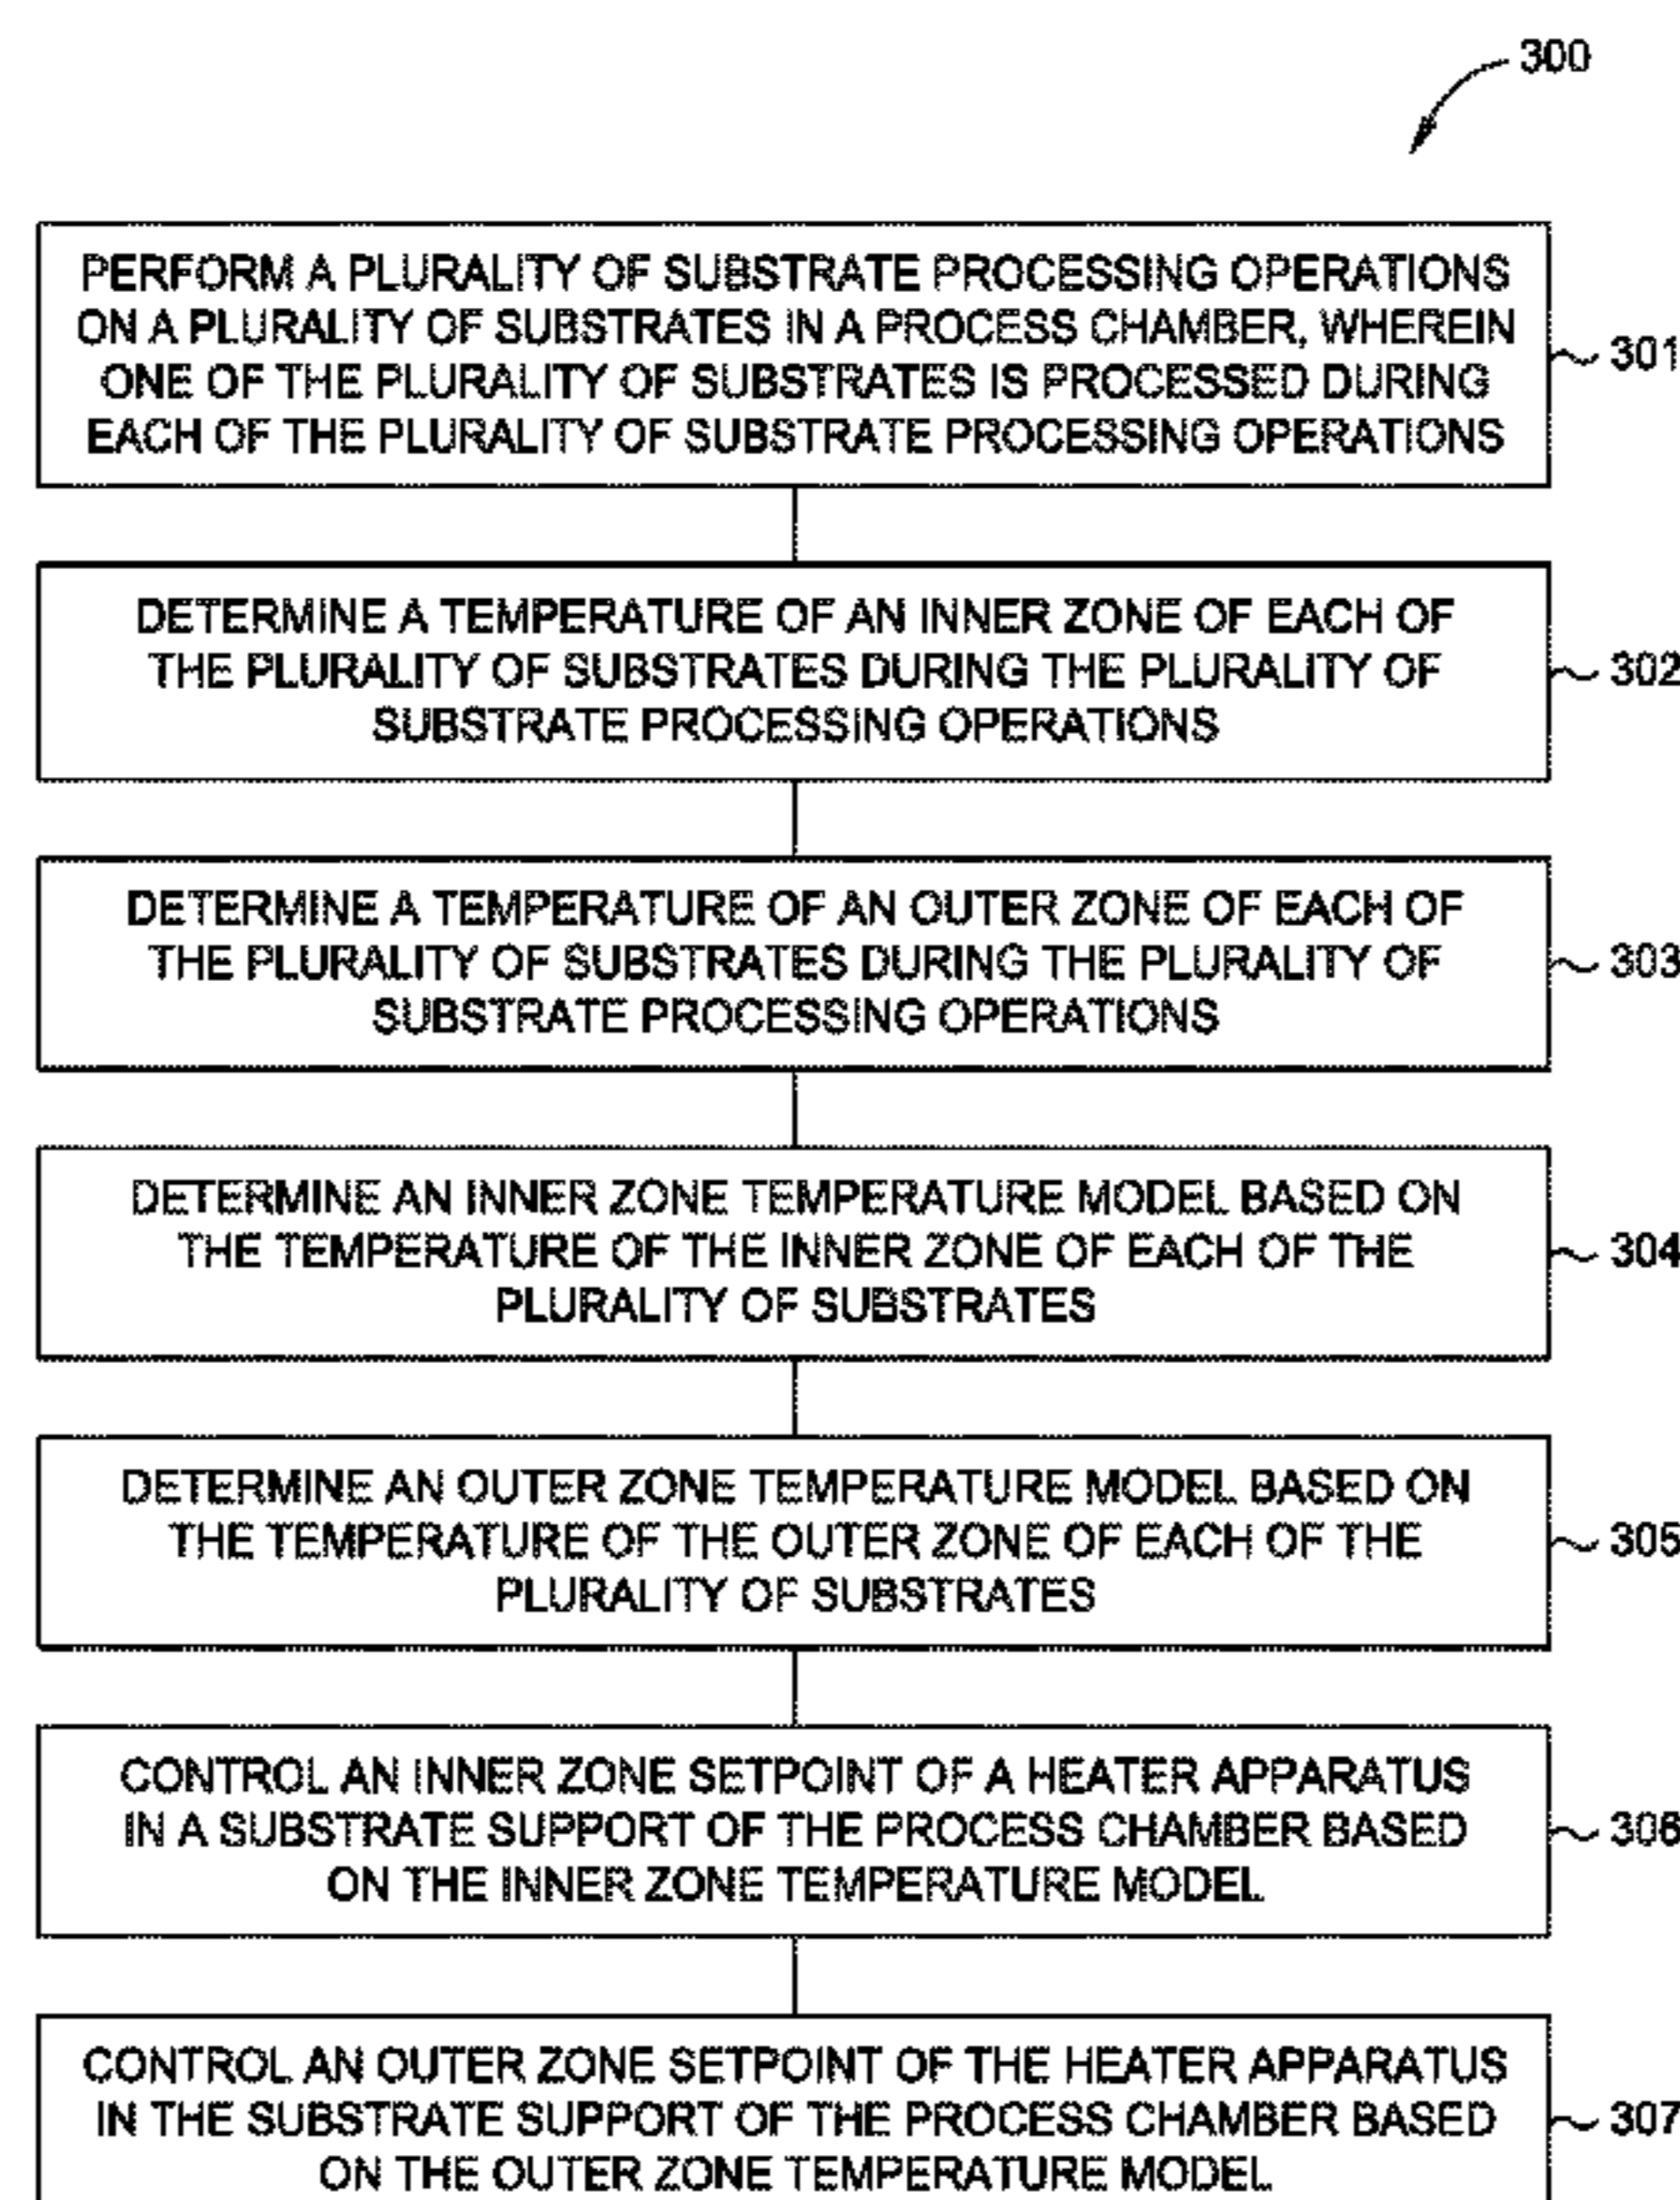 300
PERFORM A PLURALITY OF SUBSTRATE PROCESSING OPERATIONS
ON A PLURALITY OF SUBSTRATES IN A PROCESS CHAMBER, WHEREIN
ONE OF THE PLURALITY OF SUBSTRATES IS PROCESSED DURING
EACH OF THE PLURALITY OF SUBSTRATE PROCESSING OPERATIONS
301
DETERMINE A TEMPERATURE OF AN INNER ZONE OF EACH OF
THE PLURALITY OF SUBSTRATES DURING THE PLURALITY OF
SUBSTRATE PROCESSING OPERATIONS
302
DETERMINE A TEMPERATURE OF AN OUTER ZONE OF EACH OF
THE PLURALITY OF SUBSTRATES DURING THE PLURALITY OF
SUBSTRATE PROCESSING OPERATIONS
303
DETERMINE AN INNER ZONE TEMPERATURE MODEL BASED ON
THE TEMPERATURE OF THE INNER ZONE OF EACH OF THE
PLURALITY OF SUBSTRATES
304
DETERMINE AN OUTER ZONE TEMPERATURE MODEL BASED ON
THE TEMPERATURE OF THE OUTER ZONE OF EACH OF THE
PLURALITY OF SUBSTRATES
305
CONTROL AN INNER ZONE SETPOINT OF A HEATER APPARATUS
IN A SUBSTRATE SUPPORT OF THE PROCESS CHAMBER BASED
ON THE INNER ZONE TEMPERATURE MODEL
306
CONTROL AN OUTER ZONE SETPOINT OF THE HEATER APPARATUS
IN THE SUBSTRATE SUPPORT OF THE PROCESS CHAMBER BASED
ON THE OUTER ZONE TEMPERATURE MODEL
307